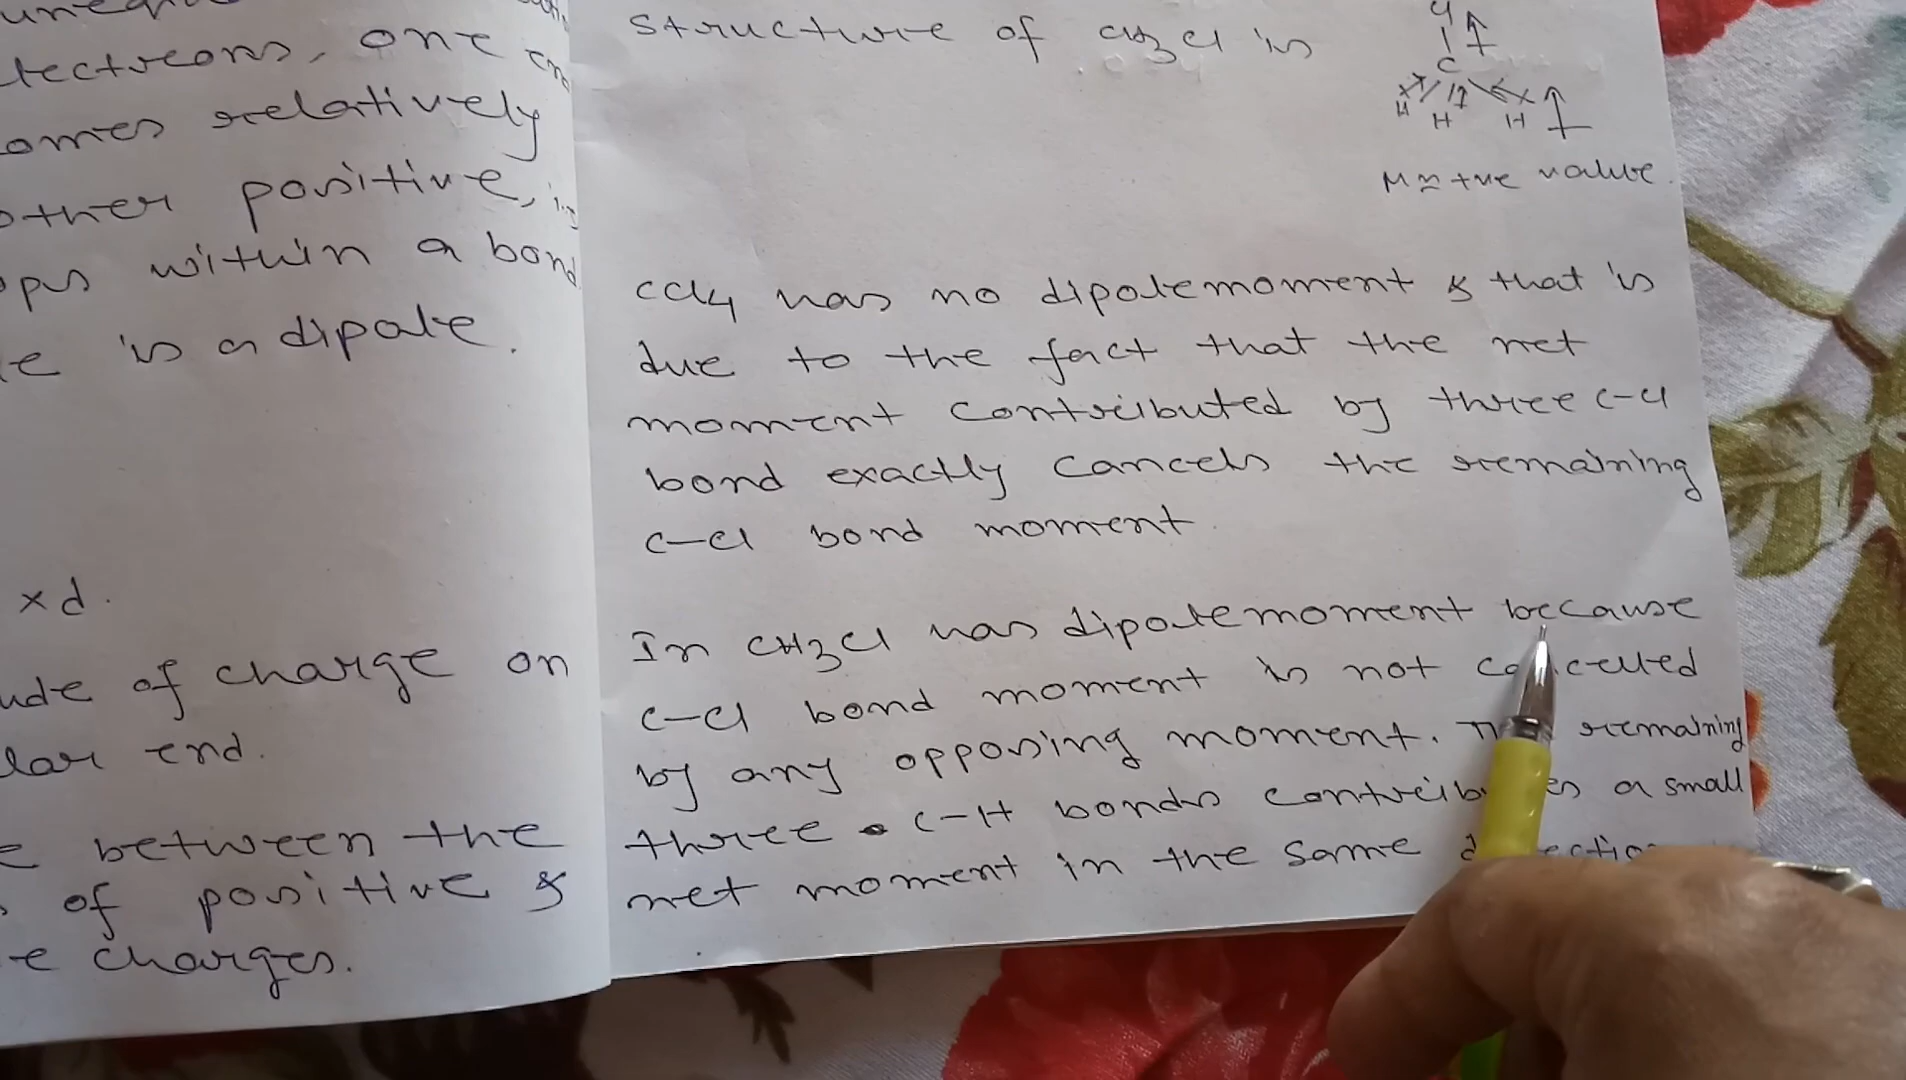 lectreons, one end
omes relatively
other positive,
within a bond
e is a dipole.
xd.
ude of charge on
lar end.
e between the
of positive &
e charges.
structure of CH3Cl is
Cl
C
H H H
M = +ve value.
CCl4 has no dipolemoment & that is
due to the fact that the net
moment contributed by three C-Cl
bond exactly cancels the remaining
C-Cl bond moment
In CH3Cl has dipolemoment because
C-Cl bond moment is not cancelled
by any opposing moment. remaining
three C-H bonds a small
net moment in the same